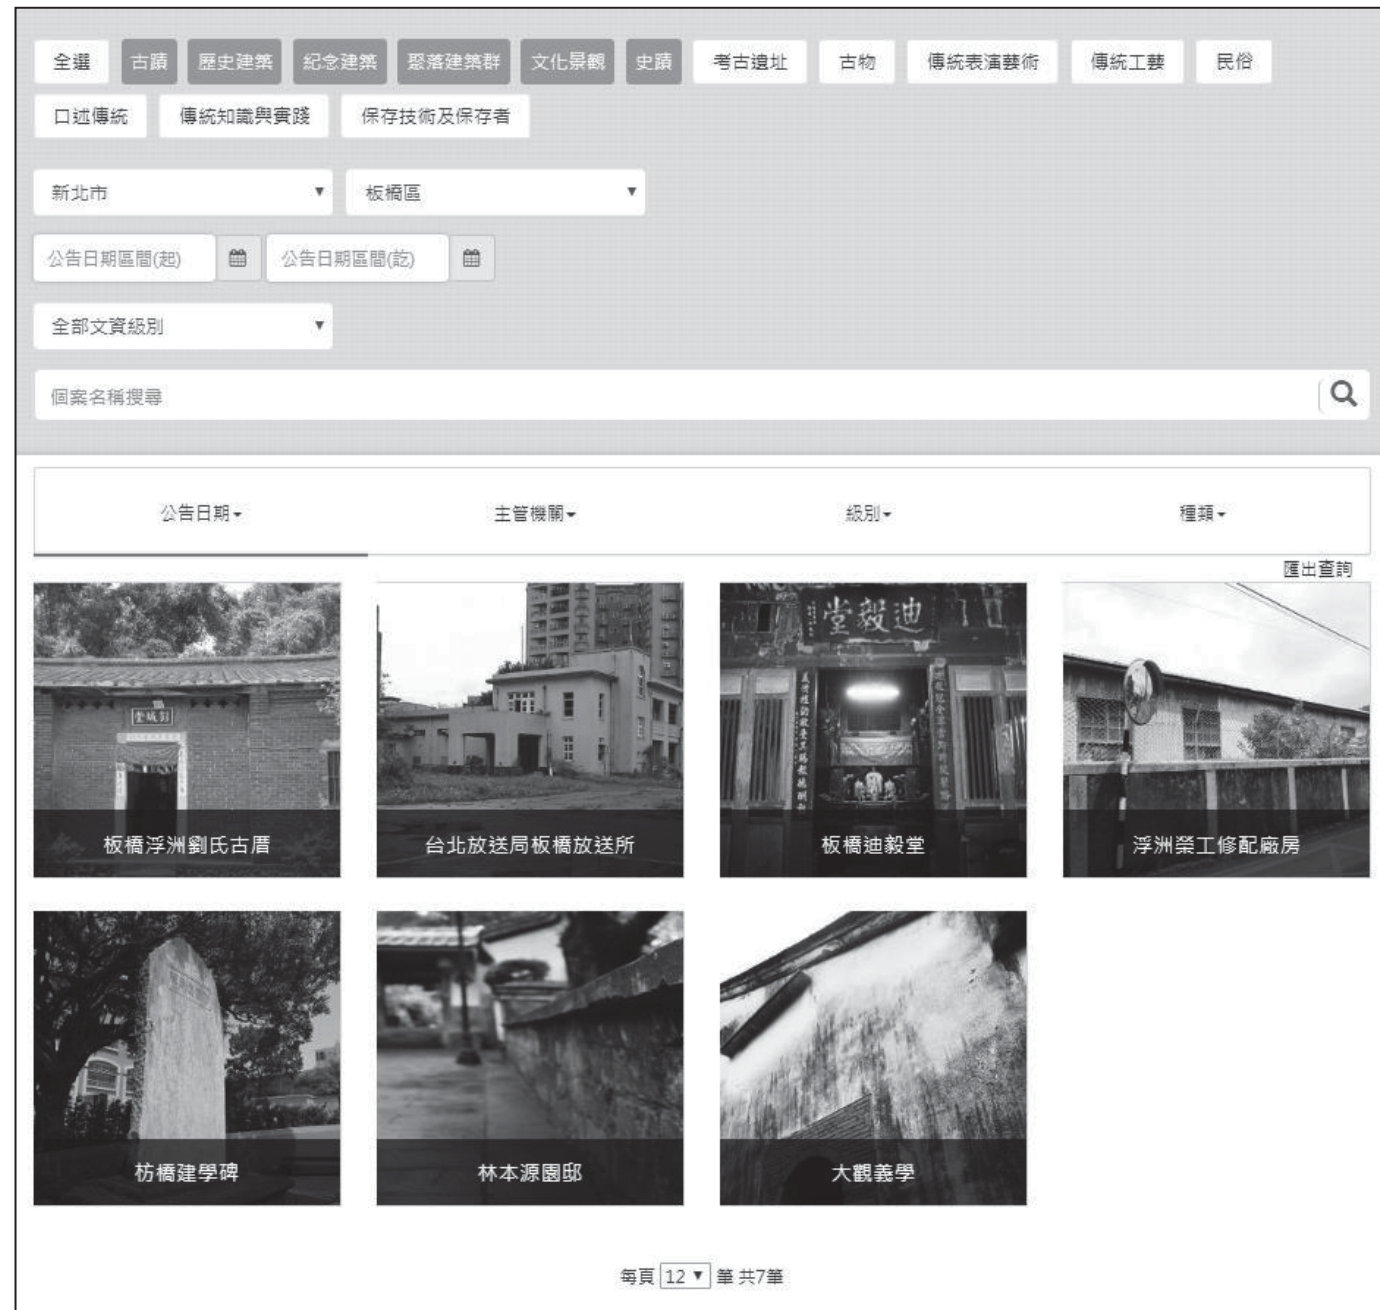 全選 古蹟 歷史建築 紀念建築 聚落建築群 文化景觀 史蹟 考古遺址 古物 傳統表演藝術 傳統工藝 民俗
口述傳統 傳統知識與實踐 保存技術及保存者
新北市 板橋區
公告日期區間(起) 公告日期區間(訖)
全部文資級別
個案名稱搜尋
公告日期 主管機關 級別 種類
匯出查詢
彭城堂
迪毅堂
板橋浮洲劉氏古厝 台北放送局板橋放送所 板橋迪毅堂 浮洲榮工修配廠房
枋橋建學碑 林本源園邸 大觀義學
每頁 12 筆 共7筆